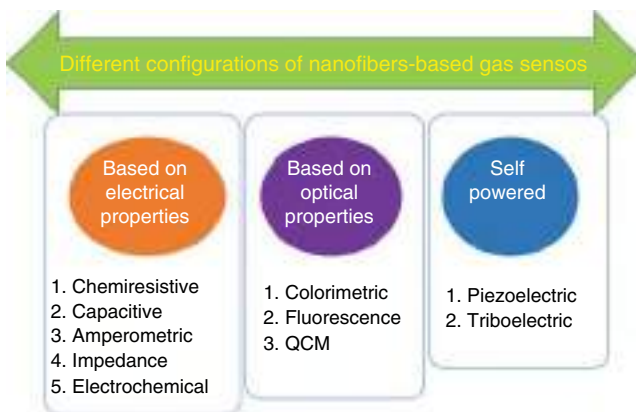 Different configurations of nanofibers-based gas sensos
Based on
electrical
properties
1. Chemiresistive
2. Capacitive
3. Amperometric
4. Impedance
5. Electrochemical
Based on
optical
properties
1. Colorimetric
2. Fluorescence
3. QCM
Self
powered
1. Piezoelectric
2. Triboelectric